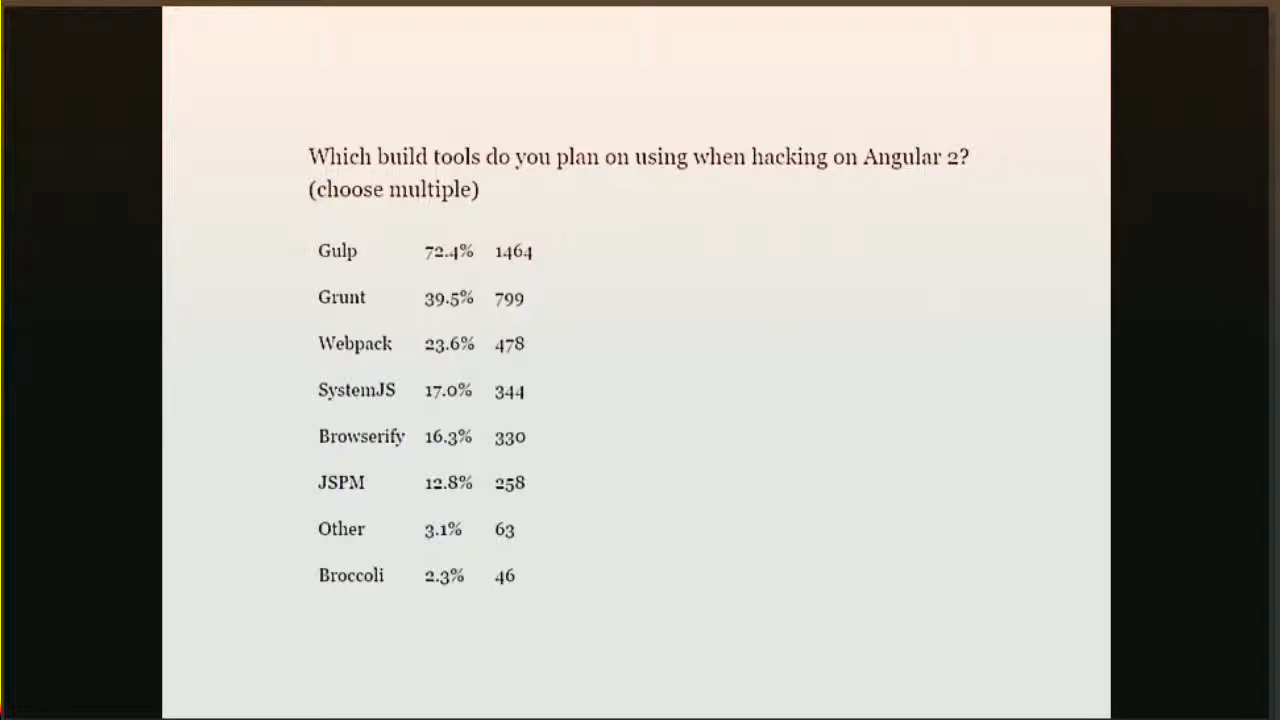 Which build tools do you plan on using when hacking on Angular 2?
(choose multiple)
Gulp 72.4% 1464
Grunt 39.5% 799
Webpack 23.6% 478
SystemJS 17.0% 344
Browserify 16.3% 330
JSPM 12.8% 258
Other 3.1% 63
Broccoli 2.3% 46